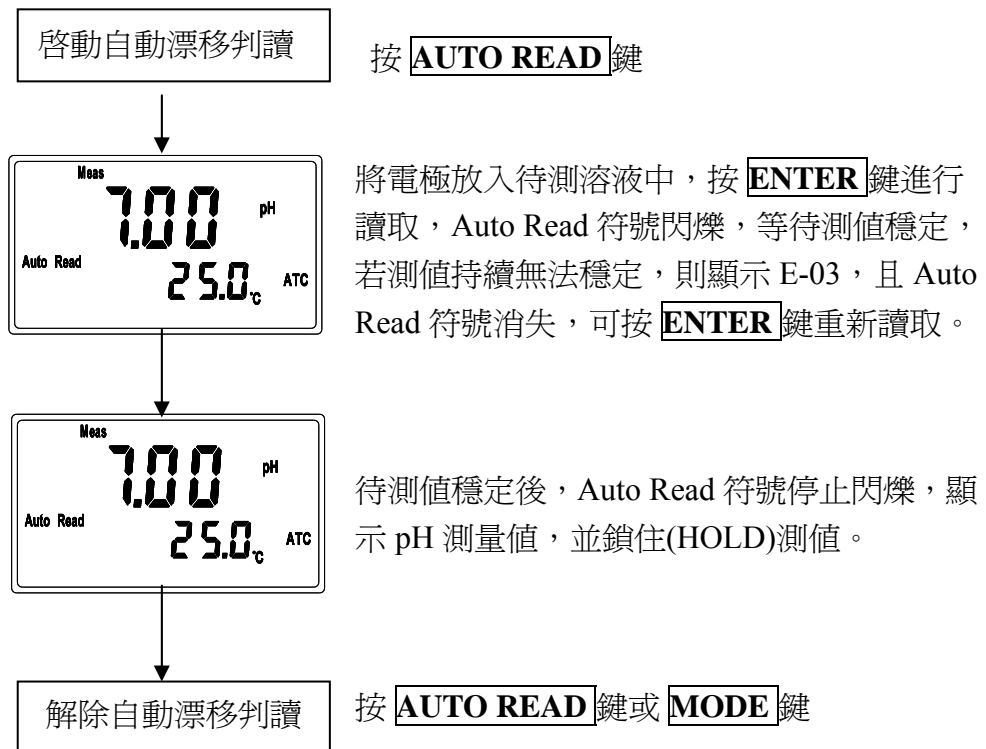 啓動自動漂移判讀
按 AUTO READ 鍵
Meas
7.00 pH
Auto Read
25.0 ℃ ATC
將電極放入待測溶液中，按 ENTER 鍵進行
讀取，Auto Read 符號閃爍，等待測值穩定，
若測值持續無法穩定，則顯示 E-03，且 Auto
Read 符號消失，可按 ENTER 鍵重新讀取。
Meas
7.00 pH
Auto Read
25.0 ℃ ATC
待測值穩定後，Auto Read 符號停止閃爍，顯
示 pH 測量值，並鎖住(HOLD)測值。
解除自動漂移判讀
按 AUTO READ 鍵或 MODE 鍵